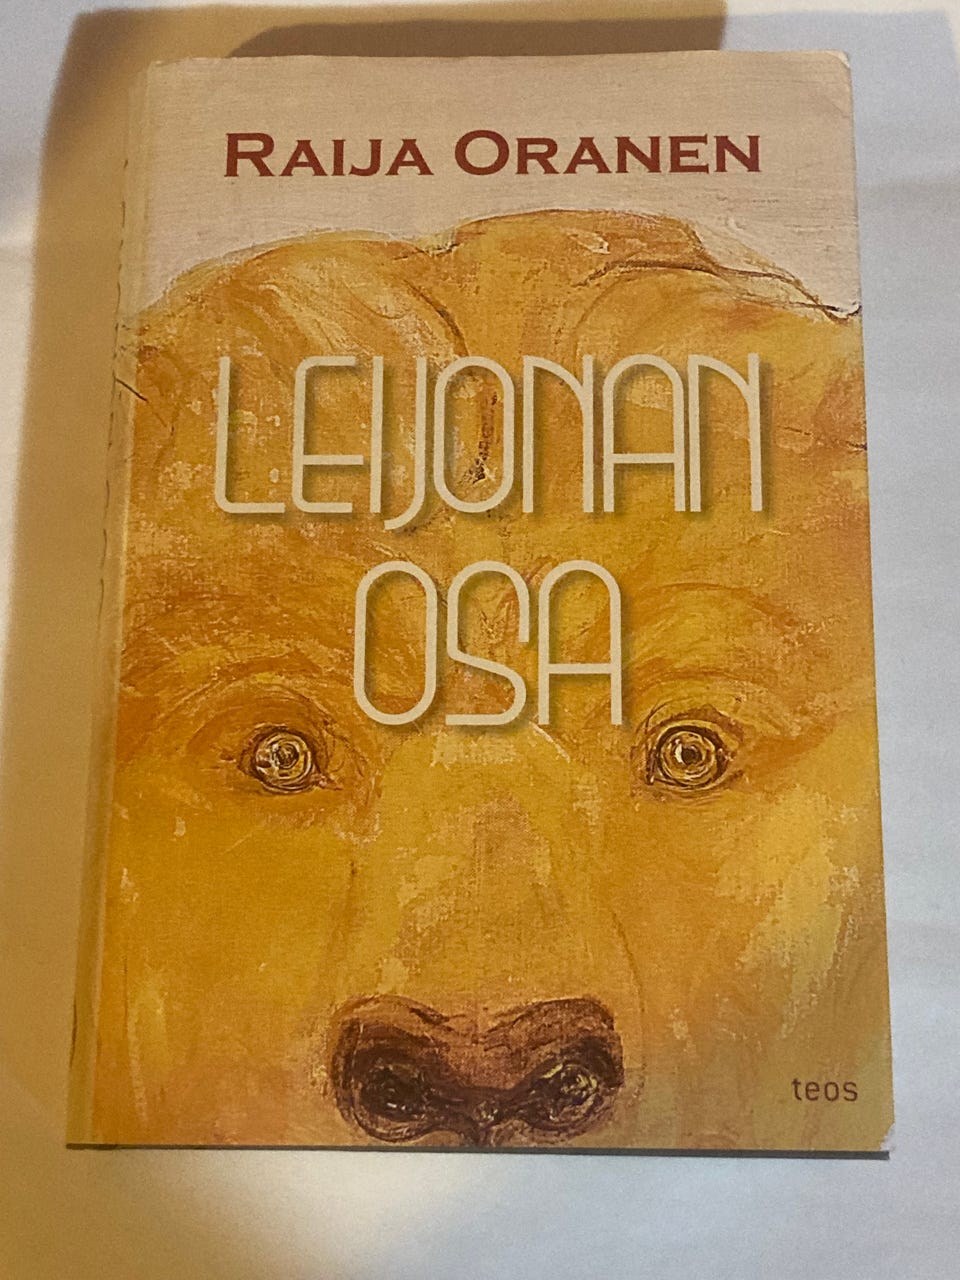 RAIJA ORANEN
LEIJONAN
OSA
teos